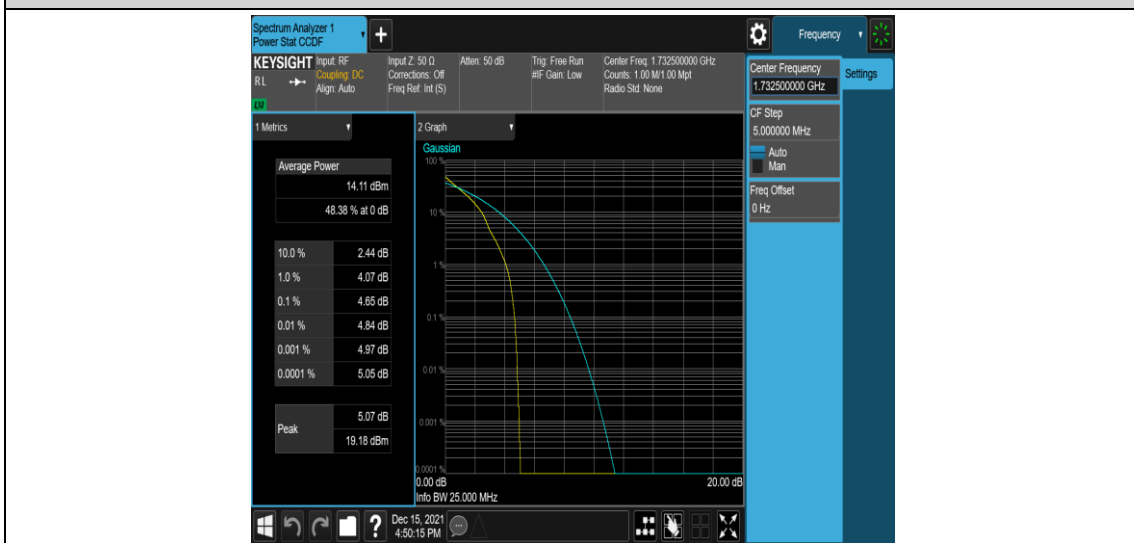 Spectrum Analyzer 1
Power Stat CCDF
+
Frequency
KEYSIGHT
RL
LXI
Input: RF
Coupling: DC
Align: Auto
Input Z: 50 Ω
Corrections: Off
Freq Ref: Int (S)
Atten: 50 dB
Trig: Free Run
#IF Gain: Low
Center Freq: 1.732500000 GHz
Counts: 1.00 M/1.00 Mpt
Radio Std: None
Center Frequency
1.732500000 GHz
Settings
CF Step
5.000000 MHz
Auto
Man
Freq Offset
0 Hz
1 Metrics
Average Power
14.11 dBm
48.38 % at 0 dB
10.0 % 2.44 dB
1.0 % 4.07 dB
0.1 % 4.65 dB
0.01 % 4.84 dB
0.001 % 4.97 dB
0.0001 % 5.05 dB
Peak
5.07 dB
19.18 dBm
2 Graph
Gaussian
100 %
10 %
1 %
0.1 %
0.01 %
0.001 %
0.0001 %
0.00 dB 20.00 dB
Info BW 25.000 MHz
?
Dec 15, 2021
4:50:15 PM